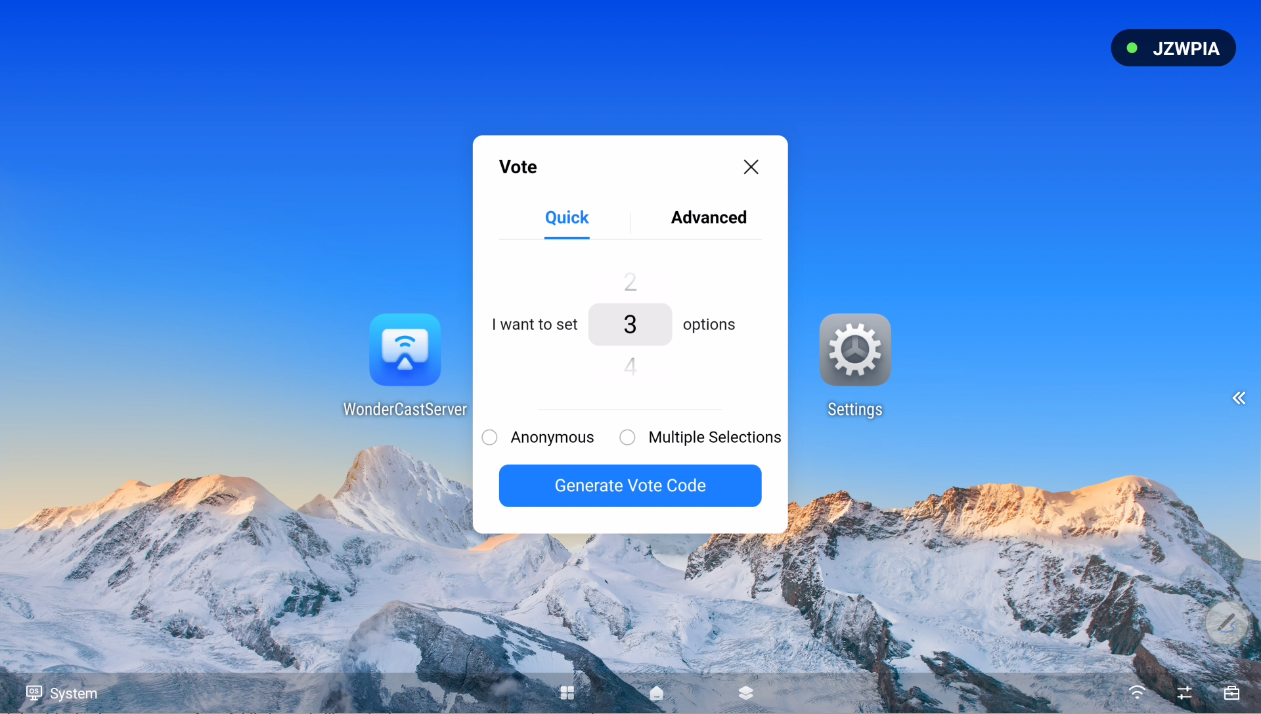 JZWPIA
Vote
Quick
Advanced
2
I want to set 3 options
4
WonderCastServer
Settings
Anonymous
Multiple Selections
Generate Vote Code
OS System